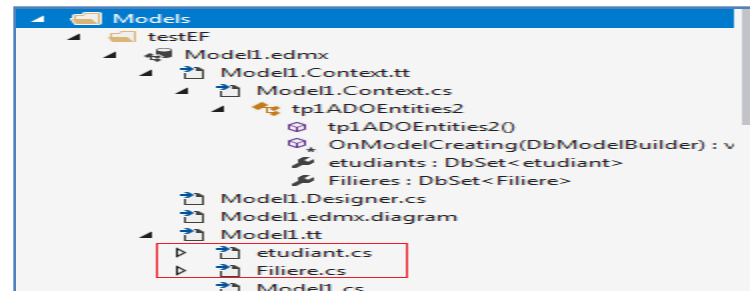 Models
testEF
Model1.edmx
Model1.Context.tt
Model1.Context.cs
tp1ADOEntities2
tp1ADOEntities2()
OnModelCreating(DbModelBuilder) : v
etudiants : DbSet<etudiant>
Filieres : DbSet<Filiere>
Model1.Designer.cs
Model1.edmx.diagram
Model1.tt
etudiant.cs
Filiere.cs
Model1.cs